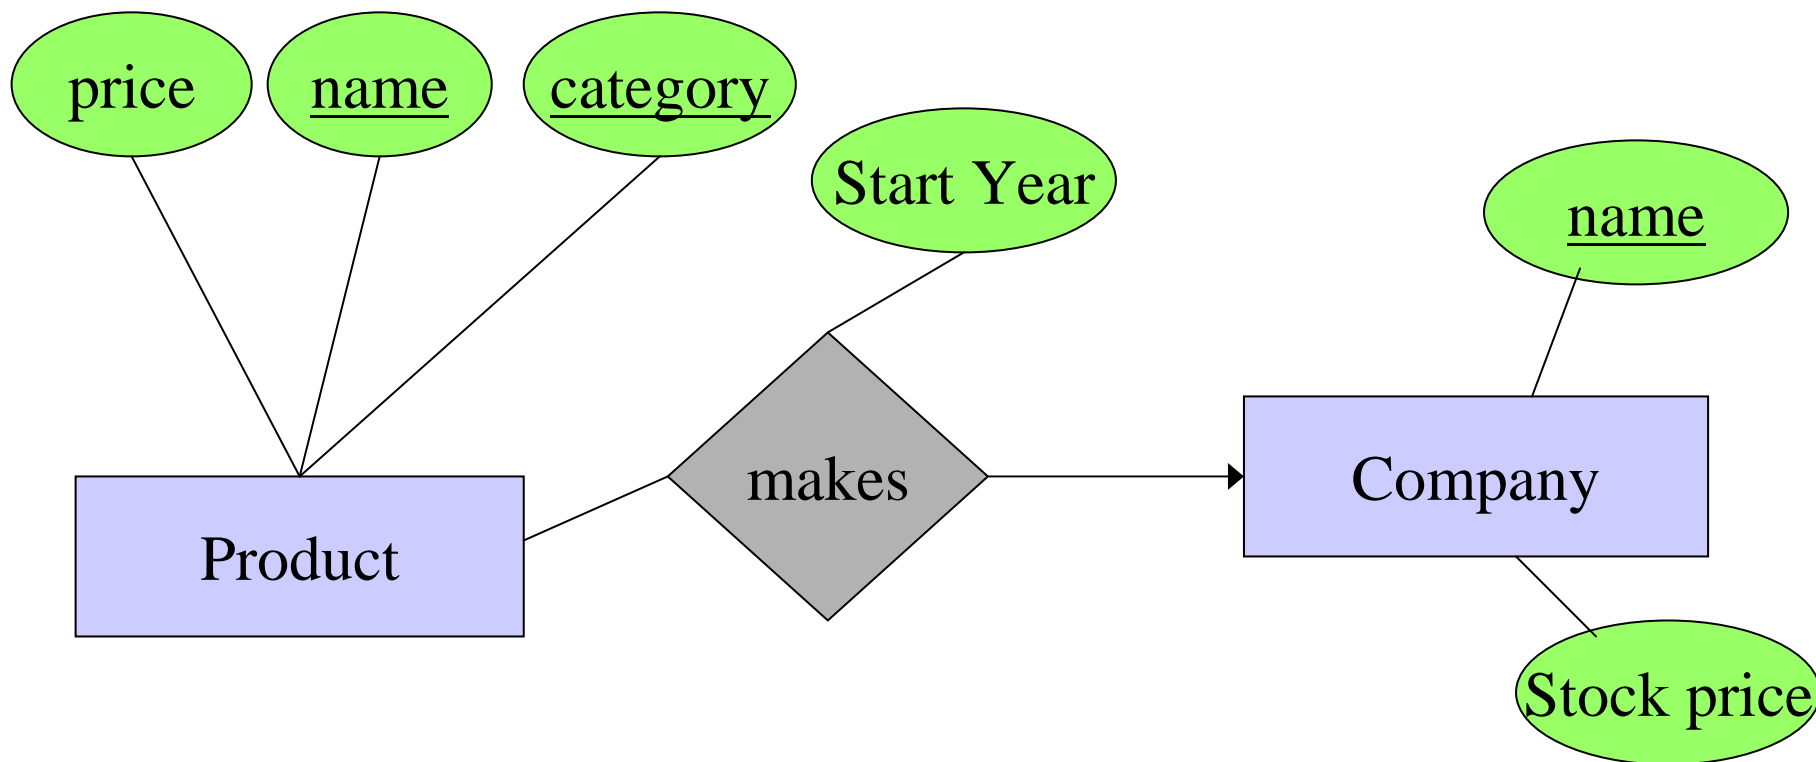 price
name
category
Start Year
name
makes
Company
Product
Stock price